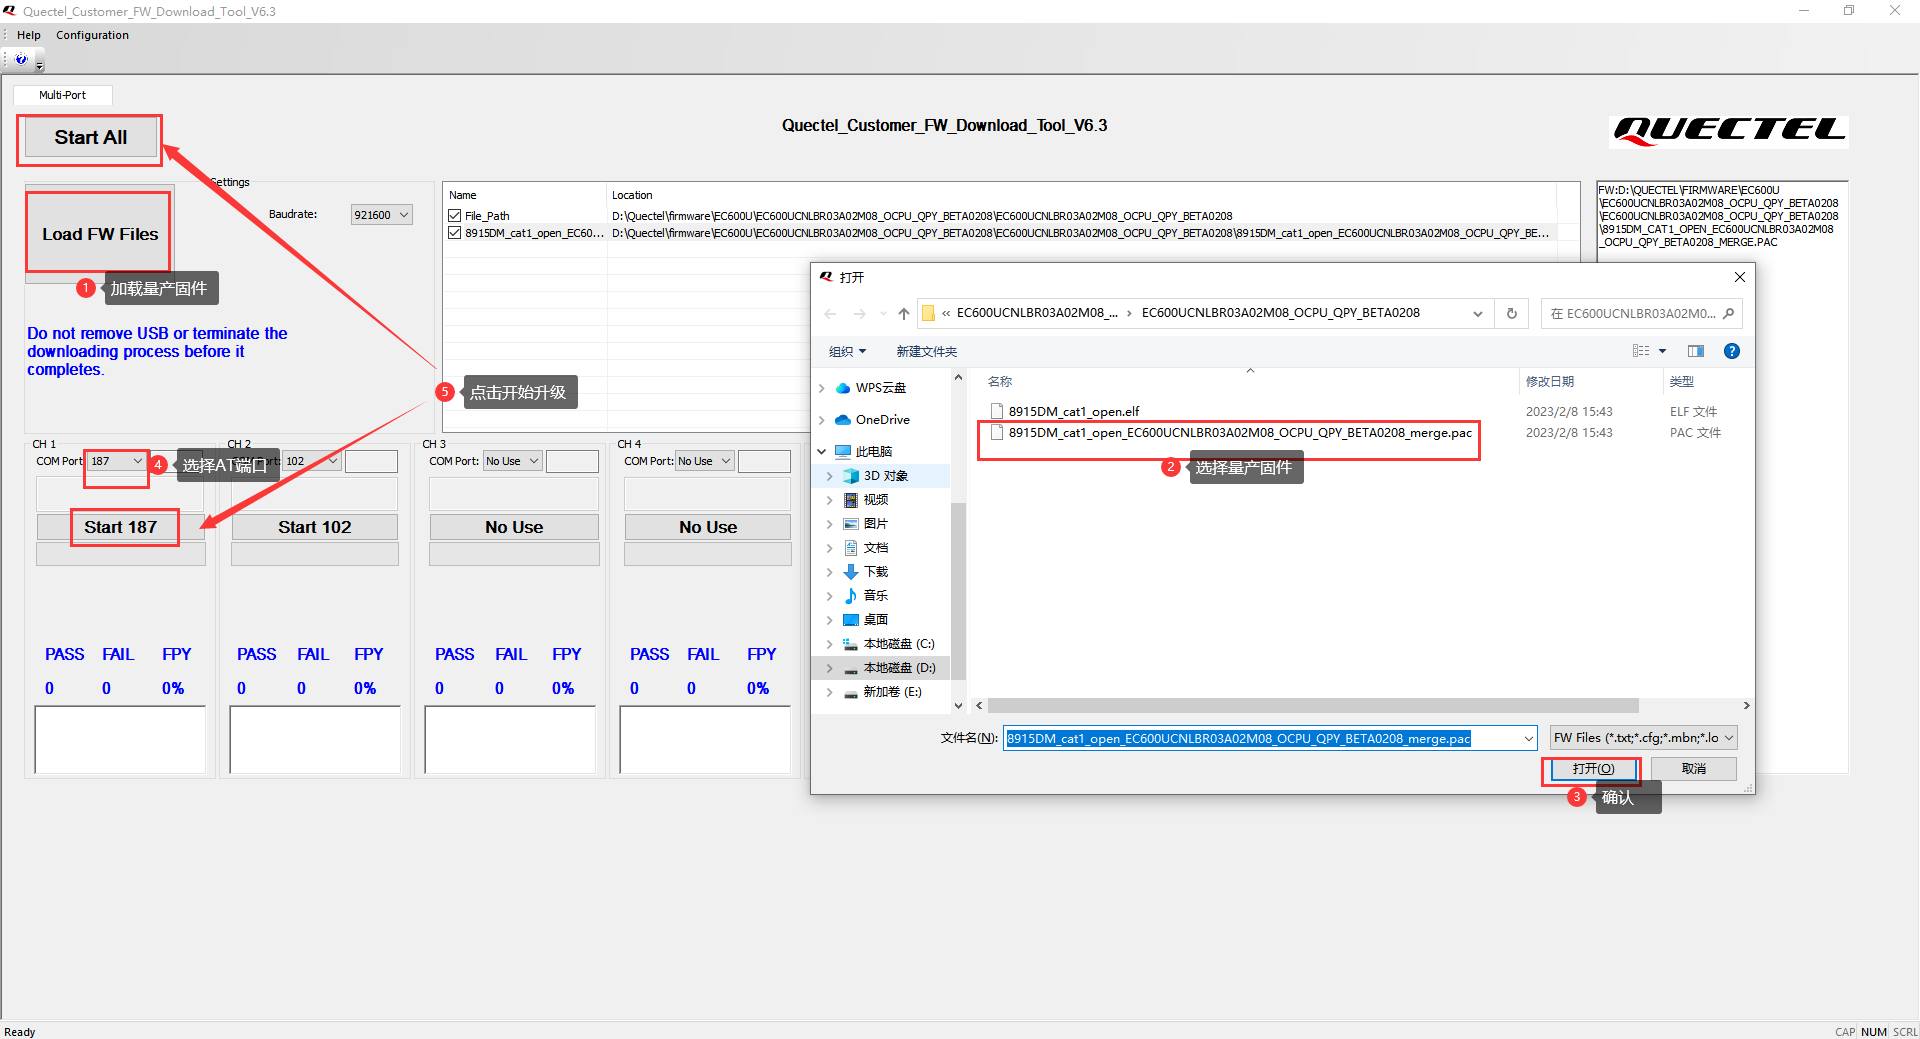 Quectel_Customer_FW_Download_Tool_V6.3
Help Configuration
Multi-Port
Start All
Quectel_Customer_FW_Download_Tool_V6.3
QUECTEL
Settings
Baudrate: 921600
Load FW Files
1 加载量产固件
Do not remove USB or terminate the
downloading process before it
completes.
Name Location
File_Path D:\Quectel\firmware\EC600U\EC600UCNLBR03A02M08_OCPU_QPY_BETA0208\EC600UCNLBR03A02M08_OCPU_QPY_BETA0208
8915DM_cat1_open_EC60... D:\Quectel\firmware\EC600U\EC600UCNLBR03A02M08_OCPU_QPY_BETA0208\EC600UCNLBR03A02M08_OCPU_QPY_BETA0208\8915DM_cat1_open_EC600UCNLBR03A02M08_OCPU_QPY_BE...
FW:D:\QUECTEL\FIRMWARE\EC600U
\EC600UCNLBR03A02M08_OCPU_QPY_BETA0208
\EC600UCNLBR03A02M08_OCPU_QPY_BETA0208
\8915DM_CAT1_OPEN_EC600UCNLBR03A02M08
_OCPU_QPY_BETA0208_MERGE.PAC
5 点击开始升级
CH 1 CH 2 CH 3 CH 4
COM Port 187 4 选择AT端口 Port: 102 COM Port: No Use COM Port: No Use
Start 187 Start 102 No Use No Use
PASS FAIL FPY PASS FAIL FPY PASS FAIL FPY PASS FAIL FPY
0 0 0% 0 0 0% 0 0 0% 0 0 0%
打开
« EC600UCNLBR03A02M08_... › EC600UCNLBR03A02M08_OCPU_QPY_BETA0208
在 EC600UCNLBR03A02M0...
组织 新建文件夹
名称 修改日期 类型
8915DM_cat1_open.elf 2023/2/8 15:43 ELF 文件
8915DM_cat1_open_EC600UCNLBR03A02M08_OCPU_QPY_BETA0208_merge.pac 2023/2/8 15:43 PAC 文件
2 选择量产固件
WPS云盘
OneDrive
此电脑
3D 对象
视频
图片
文档
下载
音乐
桌面
本地磁盘 (C:)
本地磁盘 (D:)
新加卷 (E:)
文件名(N): 8915DM_cat1_open_EC600UCNLBR03A02M08_OCPU_QPY_BETA0208_merge.pac FW Files (*.txt;*.cfg;*.mbn;*.lo
打开(O) 取消
3 确认
Ready CAP NUM SCRL